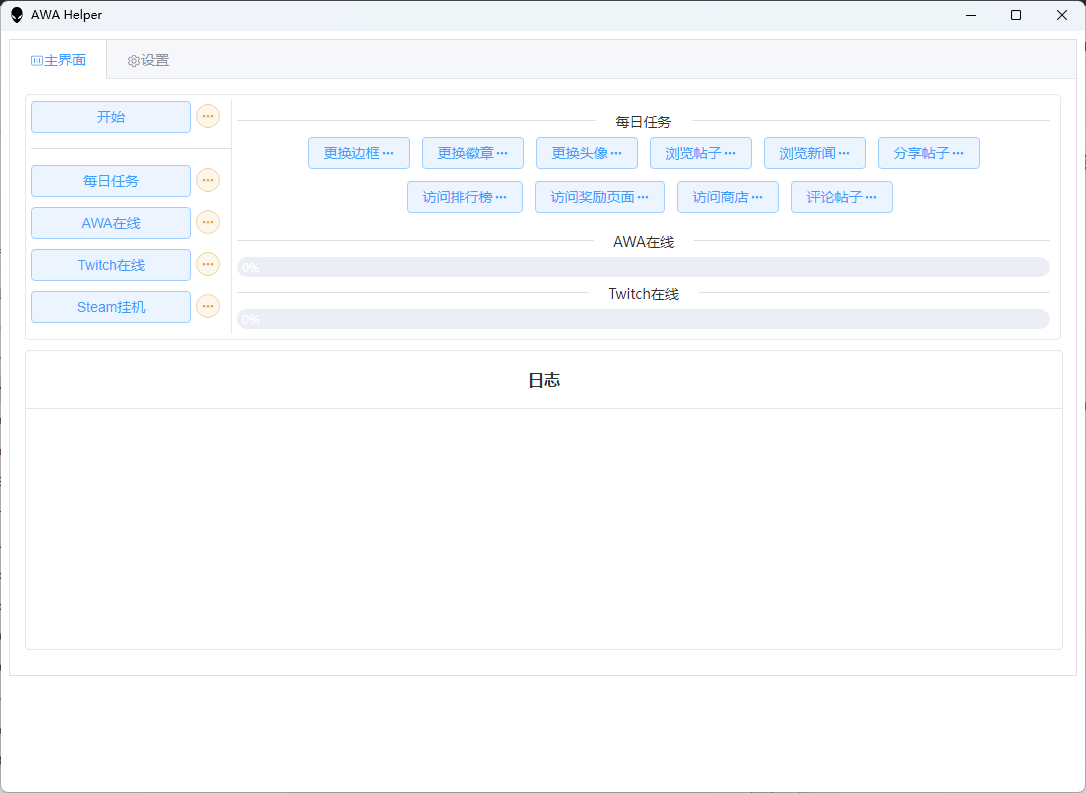 AWA Helper
主界面
设置
开始
每日任务
AWA在线
Twitch在线
Steam挂机
每日任务
更换边框 更换徽章 更换头像 浏览帖子 浏览新闻 分享帖子
访问排行榜 访问奖励页面 访问商店 评论帖子
AWA在线
0%
Twitch在线
0%
日志